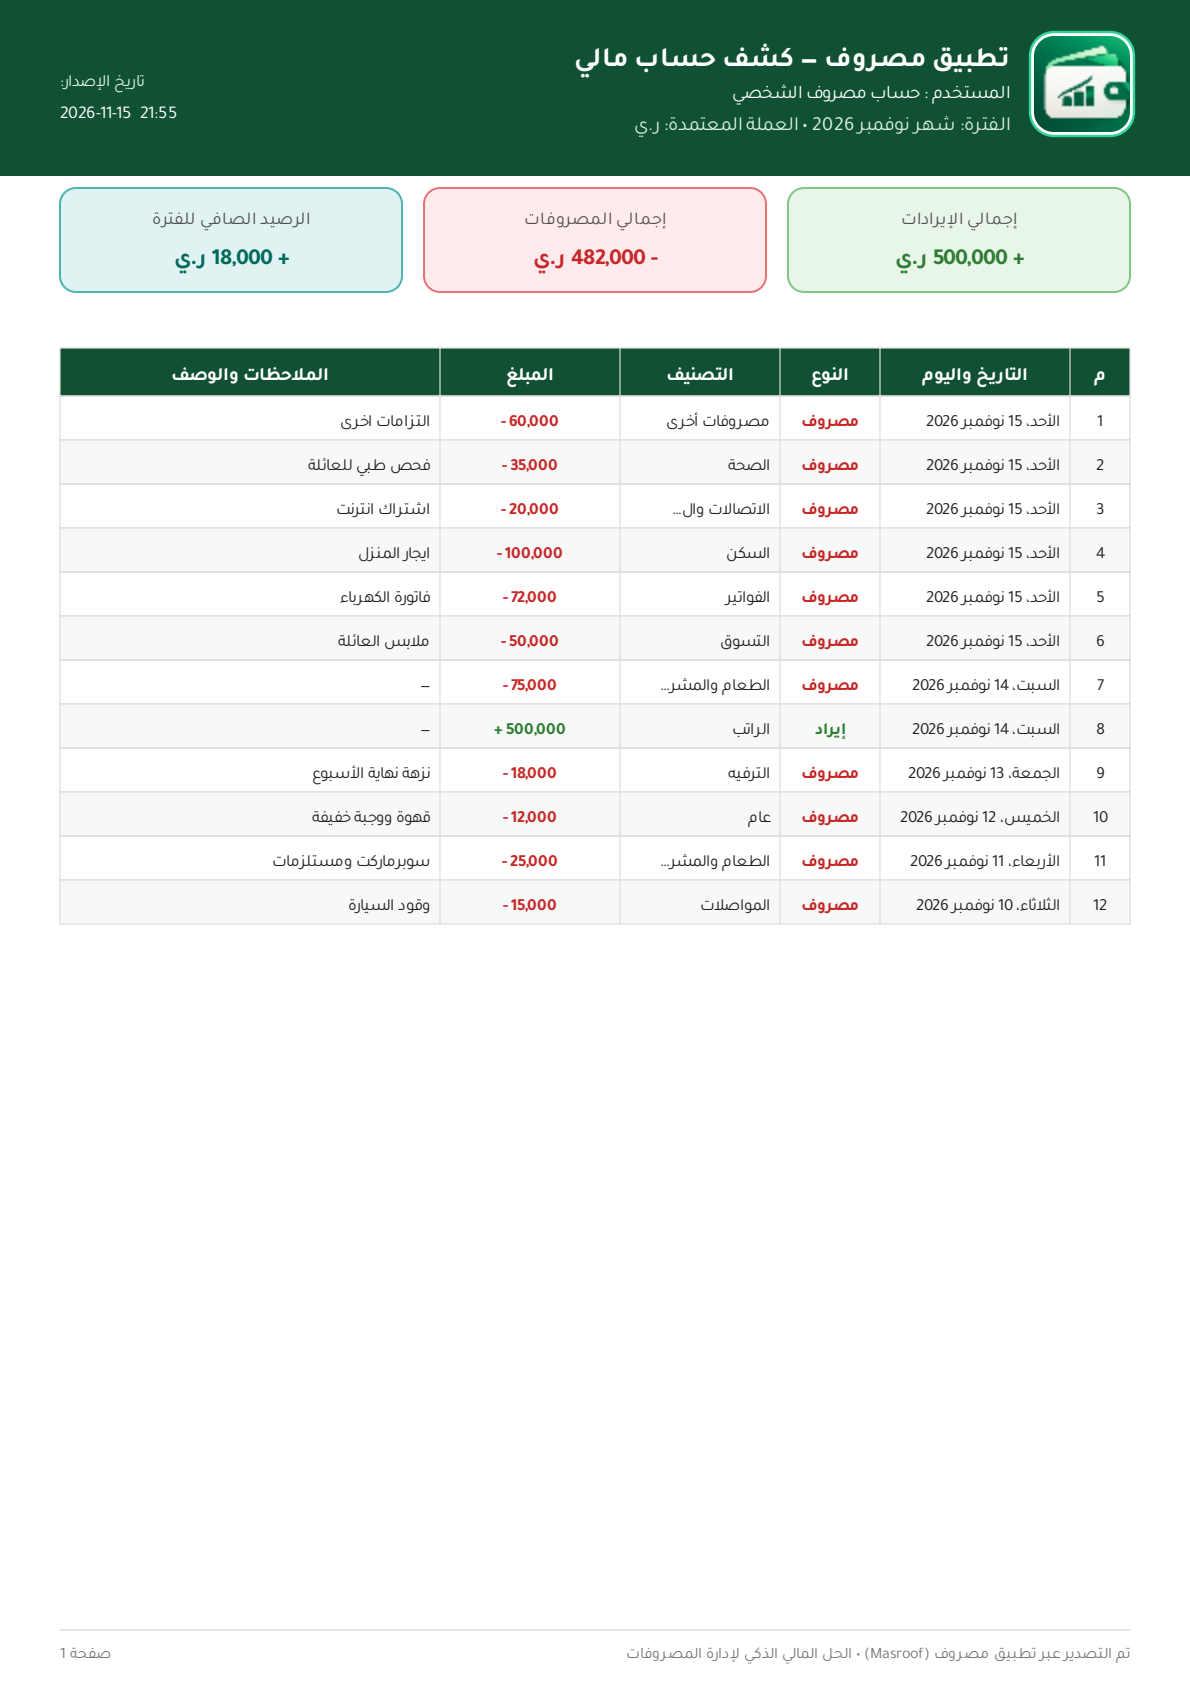 تطبيق مصروف – كشف حساب مالي
المستخدم : حساب مصروف الشخصي
الفترة: شهر نوفمبر 2026 • العملة المعتمدة: ر.ي
تاريخ الإصدار:
2026-11-15 21:55
إجمالي الإيرادات
+ 500,000 ر.ي
إجمالي المصروفات
- 482,000 ر.ي
الرصيد الصافي للفترة
+ 18,000 ر.ي
م التاريخ واليوم النوع التصنيف المبلغ الملاحظات والوصف
1 الأحد، 15 نوفمبر 2026 مصروف مصروفات أخرى - 60,000 التزامات اخرى
2 الأحد، 15 نوفمبر 2026 مصروف الصحة - 35,000 فحص طبي للعائلة
3 الأحد، 15 نوفمبر 2026 مصروف الاتصالات وال... - 20,000 اشتراك انترنت
4 الأحد، 15 نوفمبر 2026 مصروف السكن - 100,000 ايجار المنزل
5 الأحد، 15 نوفمبر 2026 مصروف الفواتير - 72,000 فاتورة الكهرباء
6 الأحد، 15 نوفمبر 2026 مصروف التسوق - 50,000 ملابس العائلة
7 السبت، 14 نوفمبر 2026 مصروف الطعام والمشر... - 75,000 –
8 السبت، 14 نوفمبر 2026 إيراد الراتب + 500,000 –
9 الجمعة، 13 نوفمبر 2026 مصروف الترفيه - 18,000 نزهة نهاية الأسبوع
10 الخميس، 12 نوفمبر 2026 مصروف عام - 12,000 قهوة ووجبة خفيفة
11 الأربعاء، 11 نوفمبر 2026 مصروف الطعام والمشر... - 25,000 سوبرماركت ومستلزمات
12 الثلاثاء، 10 نوفمبر 2026 مصروف المواصلات - 15,000 وقود السيارة
تم التصدير عبر تطبيق مصروف (Masroof) • الحل المالي الذكي لإدارة المصروفات
صفحة 1